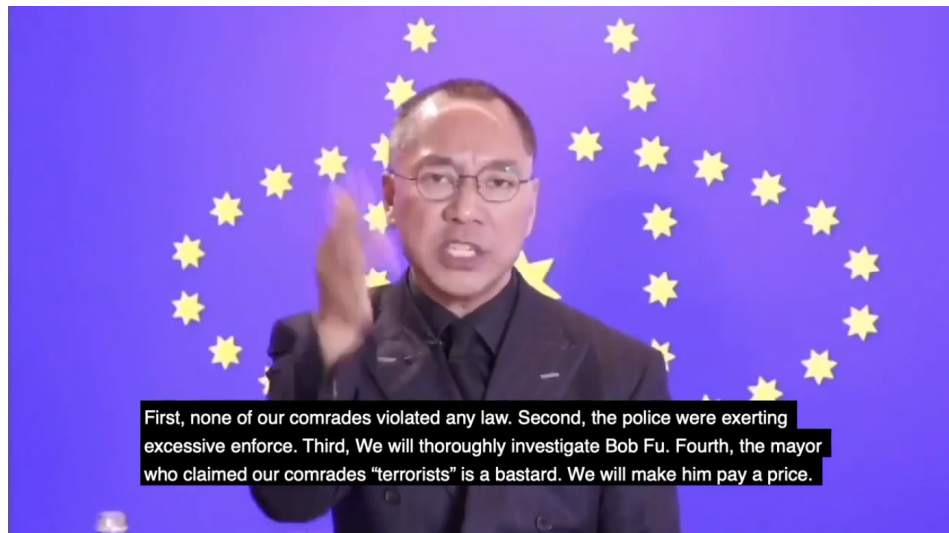 First, none of our comrades violated any law. Second, the police were exerting
excessive enforce. Third, We will thoroughly investigate Bob Fu. Fourth, the mayor
who claimed our comrades “terrorists” is a bastard. We will make him pay a price.